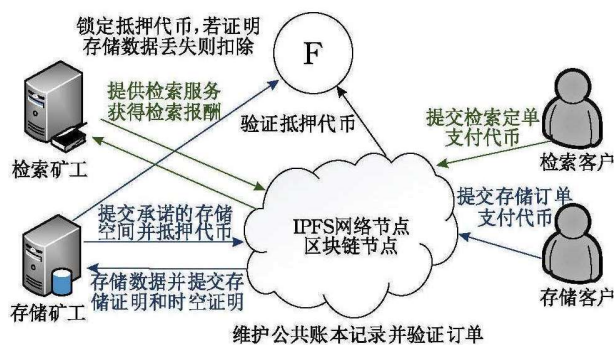 锁定抵押代币,若证明
存储数据丢失则扣除
F
提供检索服务
获得检索报酬
验证抵押代币
提交检索定单
支付代币
检索矿工
检索客户
提交承诺的存储
空间并抵押代币
IPFS网络节点
区块链节点
提交存储订单
支付代币
存储数据并提交存
储证明和时空证明
存储矿工
存储客户
维护公共账本记录并验证订单